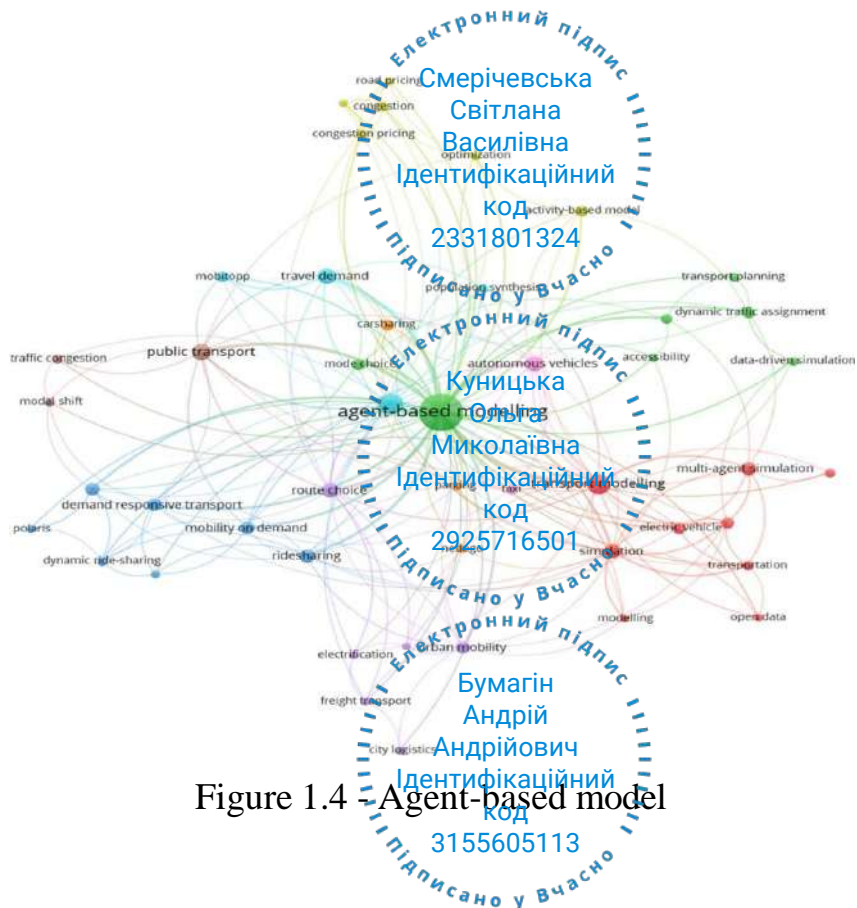 Електронний підпис
Смерічевська
Світлана
Василівна
Ідентифікаційний
код
2331801324
Підписано у Вчасно
road pricing
congestion
congestion pricing
optimization
activity-based model
mobitopp
travel demand
population synthesis
transport planning
carsharing
dynamic traffic assignment
traffic congestion
public transport
mode choice
autonomous vehicles
accessibility
data-driven simulation
modal shift
agent-based modelling
Електронний підпис
Куницька
Ольга
Миколаївна
Ідентифікаційний
код
2925716501
Підписано у Вчасно
route choice
parking
taxi
transport modelling
multi-agent simulation
demand responsive transport
polaris
mobility on demand
electric vehicle
dynamic ride-sharing
ridesharing
simulation
transportation
modelling
open data
electrification
urban mobility
freight transport
city logistics
Електронний підпис
Бумагін
Андрій
Андрійович
Ідентифікаційний
код
3155605113
Підписано у Вчасно
Figure 1.4 - Agent-based model